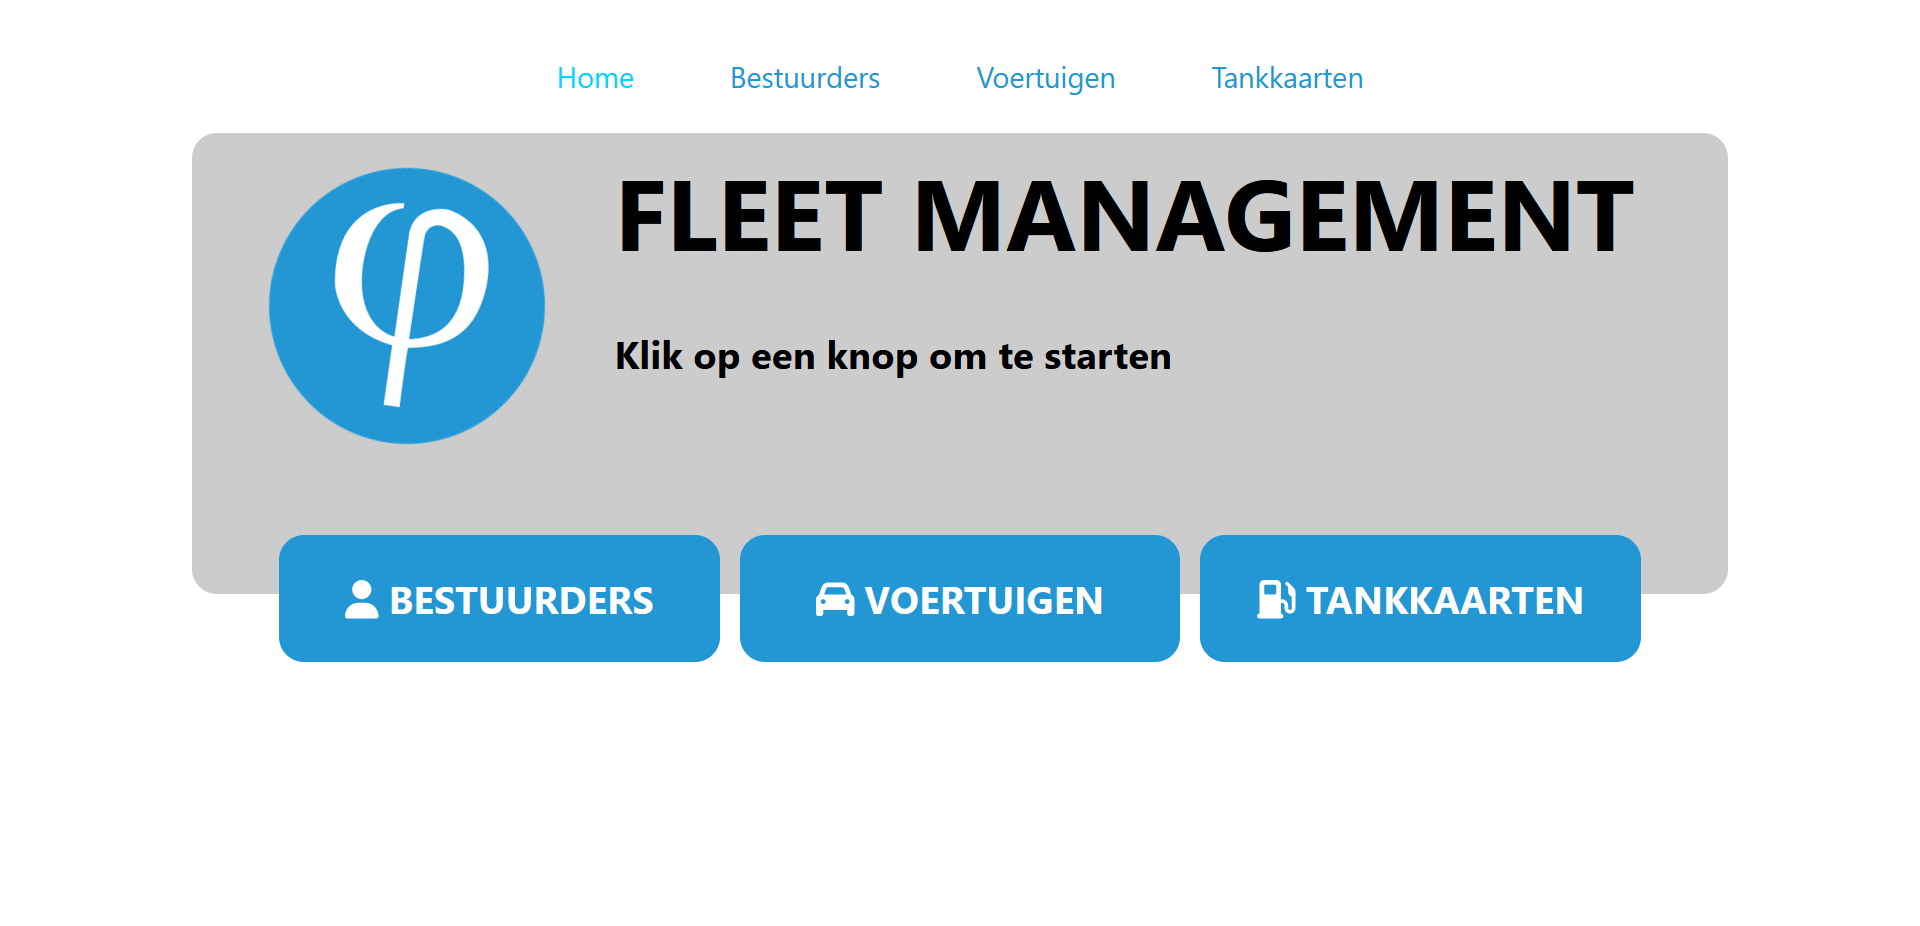 Home Bestuurders Voertuigen Tankkaarten
φ
FLEET MANAGEMENT
Klik op een knop om te starten
BESTUURDERS
VOERTUIGEN
TANKKAARTEN